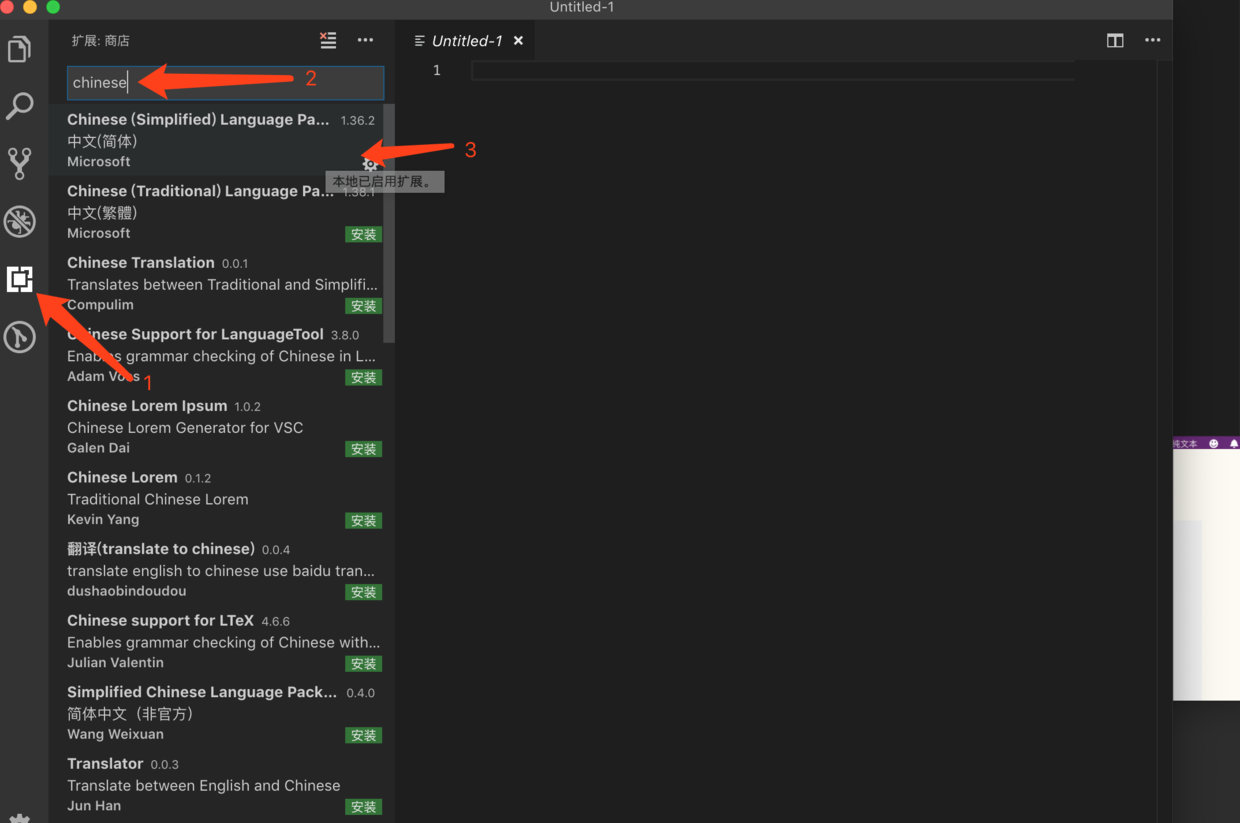 Untitled-1
扩展: 商店
Untitled-1
chinese
2
1
Chinese (Simplified) Language Pa... 1.36.2
中文(简体)
Microsoft
3
本地已启用扩展。
Chinese (Traditional) Language Pa... 1.38.1
中文(繁體)
Microsoft
安装
Chinese Translation 0.0.1
Translates between Traditional and Simplifi...
Compulim
安装
Chinese Support for LanguageTool 3.8.0
Enables grammar checking of Chinese in L...
Adam Voss
安装
1
Chinese Lorem Ipsum 1.0.2
Chinese Lorem Generator for VSC
Galen Dai
安装
Chinese Lorem 0.1.2
Traditional Chinese Lorem
Kevin Yang
安装
翻译(translate to chinese) 0.0.4
translate english to chinese use baidu tran...
dushaobindoudou
安装
Chinese support for LTeX 4.6.6
Enables grammar checking of Chinese with...
Julian Valentin
安装
Simplified Chinese Language Pack... 0.4.0
简体中文（非官方）
Wang Weixuan
安装
Translator 0.0.3
Translate between English and Chinese
Jun Han
安装
纯文本